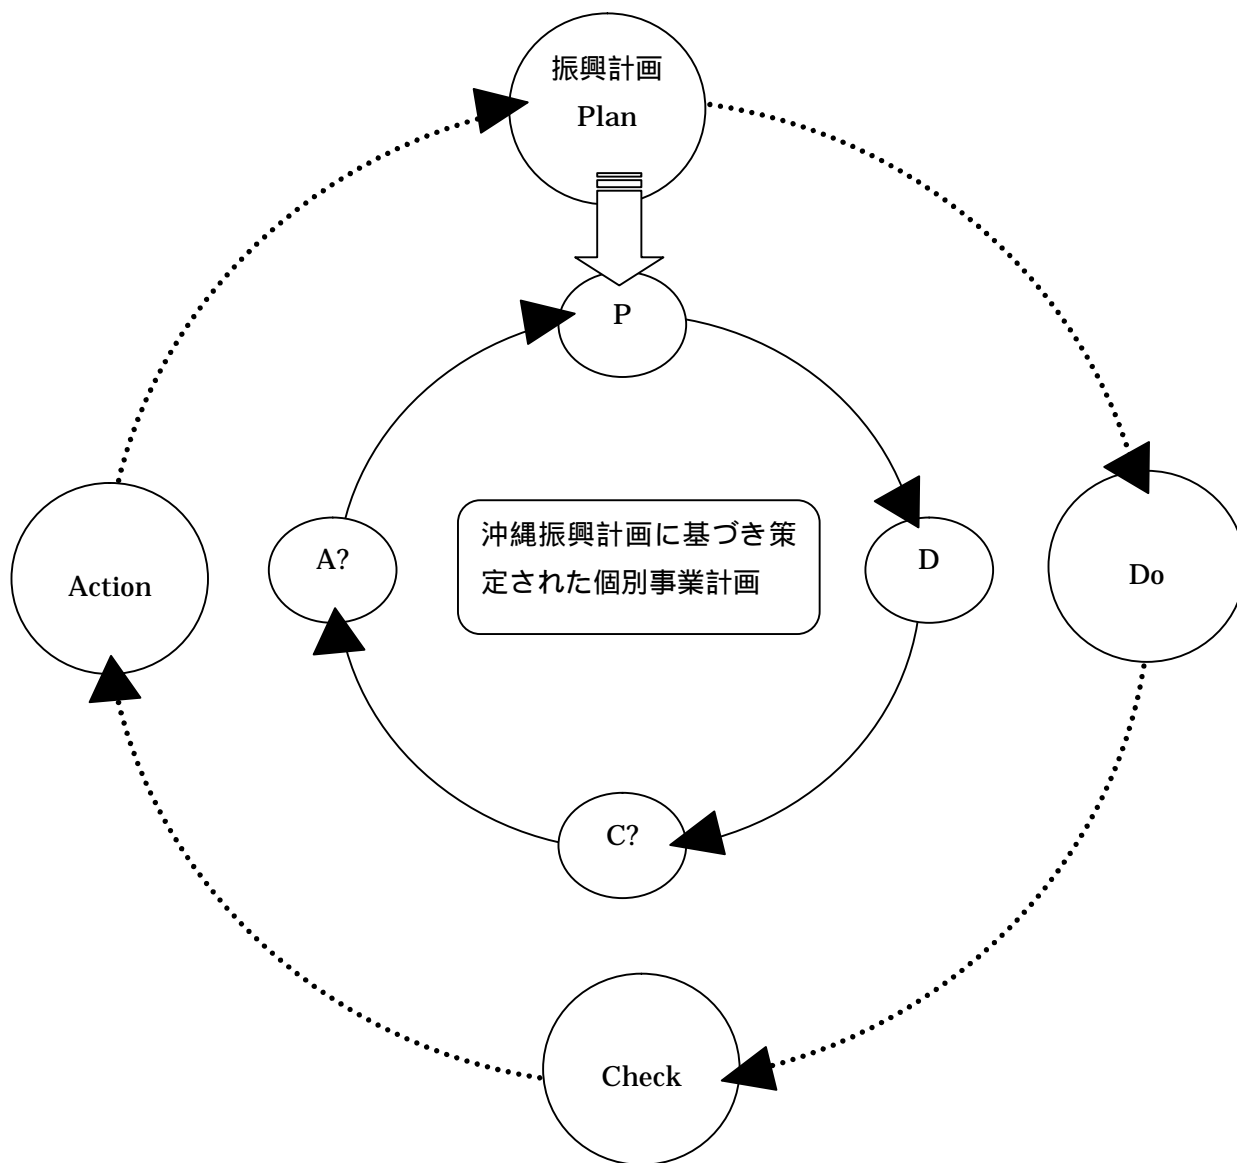 振興計画
Plan
P
A?
沖縄振興計画に基づき策
定された個別事業計画
D
Action
Do
C?
Check